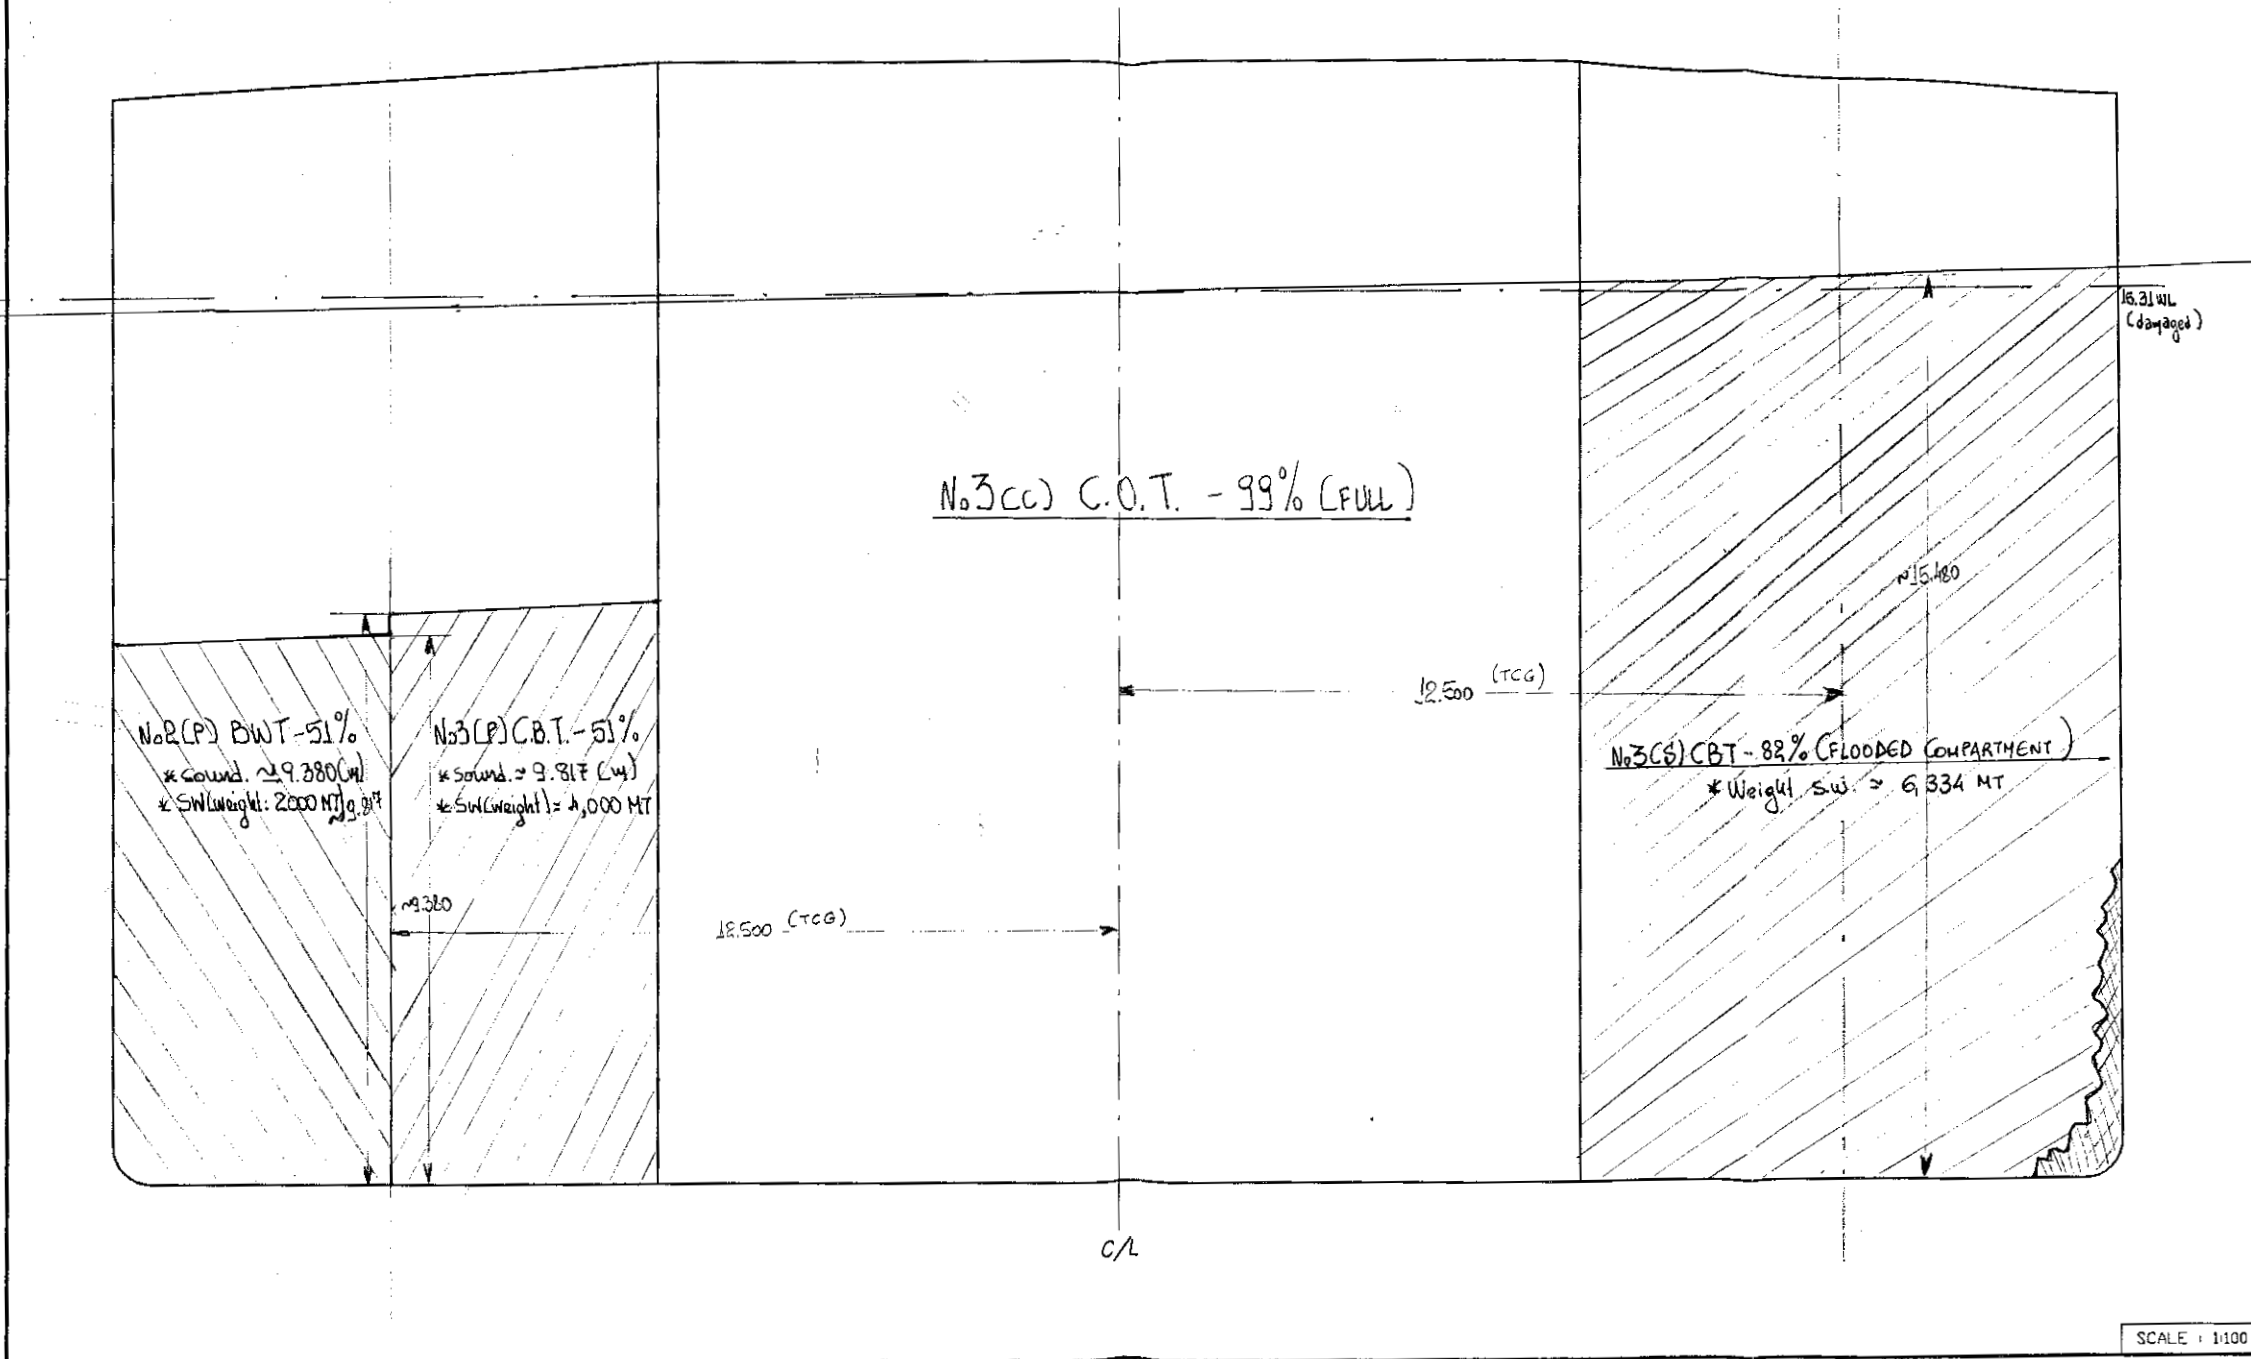 15.31 WL
(damaged)
No3(C) C.O.T. - 99% (FULL)
~15.480
12.500 (TCG)
No2(P) BWT - 51%
* Sound. ~9.380(m)
* SW(weight: 2000 MT
No3(P) C.B.T. - 51%
* Sound. ≃ 9.817 (m)
* SW(weight) = 4,000 MT
No3(S) CBT - 82% (FLOODED COMPARTMENT)
* Weight s.w. ≃ 6,334 MT
~9.380
12.500 (TCG)
C/L
SCALE : 1:100